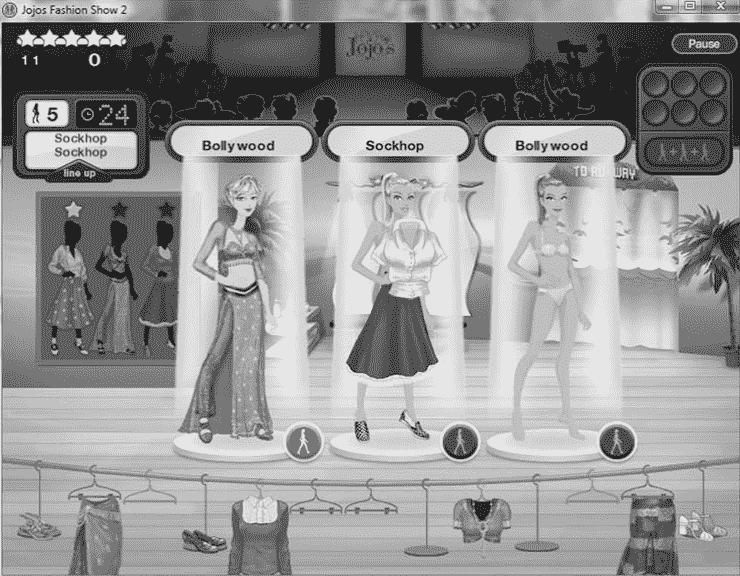 Jojos Fashion Show 2
Jojo's
Pause
11 0
5 24
Sockhop
Sockhop
line up
Bollywood
Sockhop
Bollywood
TO RUNWAY